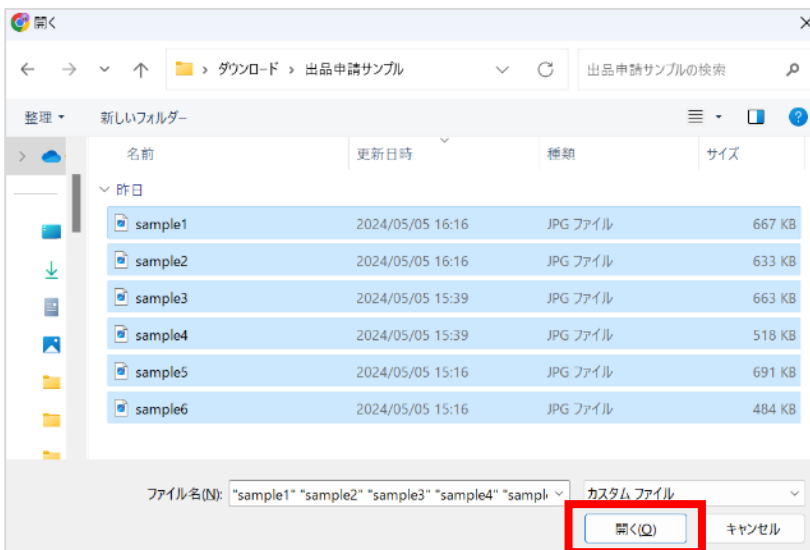 開く
ダウンロード › 出品申請サンプル 出品申請サンプルの検索
整理 新しいフォルダー
名前 更新日時 種類 サイズ
昨日
sample1 2024/05/05 16:16 JPG ファイル 667 KB
sample2 2024/05/05 16:16 JPG ファイル 633 KB
sample3 2024/05/05 15:39 JPG ファイル 663 KB
sample4 2024/05/05 15:39 JPG ファイル 518 KB
sample5 2024/05/05 15:16 JPG ファイル 691 KB
sample6 2024/05/05 15:16 JPG ファイル 484 KB
ファイル名(N): "sample1" "sample2" "sample3" "sample4" "sampl カスタム ファイル
開く(O) キャンセル